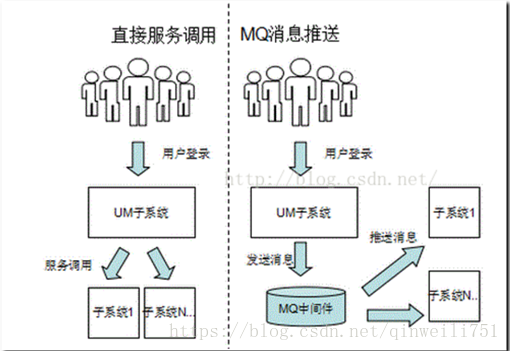 直接服务调用
MQ消息推送
用户登录
用户登录
http://blog.csdn.net/
UM子系统
UM子系统
子系统1
服务调用
发送消息
推送消息
子系统1
子系统N...
MQ中间件
子系统N..
https://blog.csdn.net/qinweili751